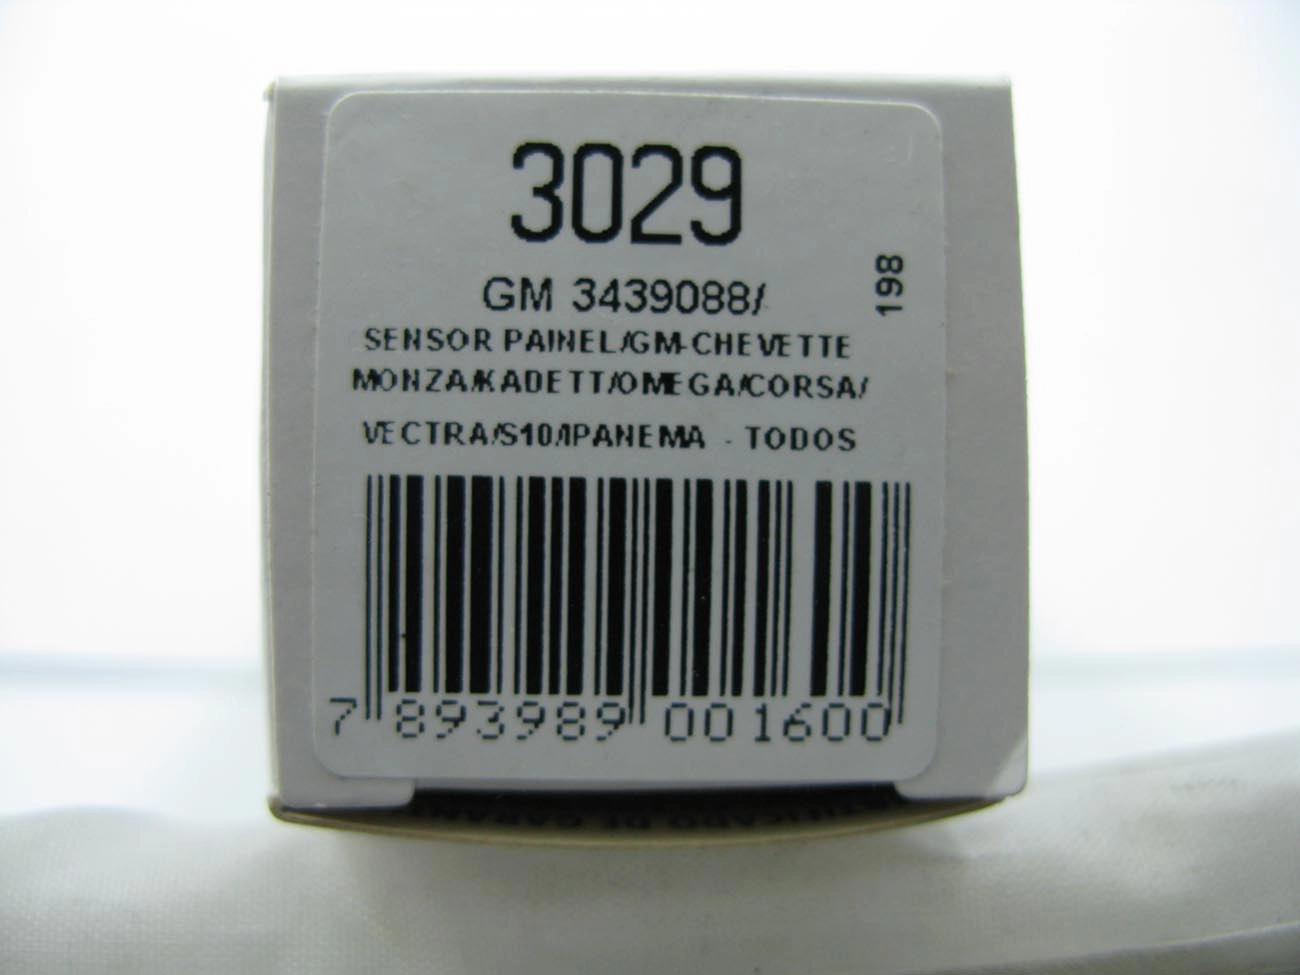 3029
198
GM 3439088/
SENSOR PAINEL/GM-CHEVETTE
MONZA/KADETT/OMEGA/CORSA/
VECTRA/S10/IPANEMA - TODOS
7 893989 001600